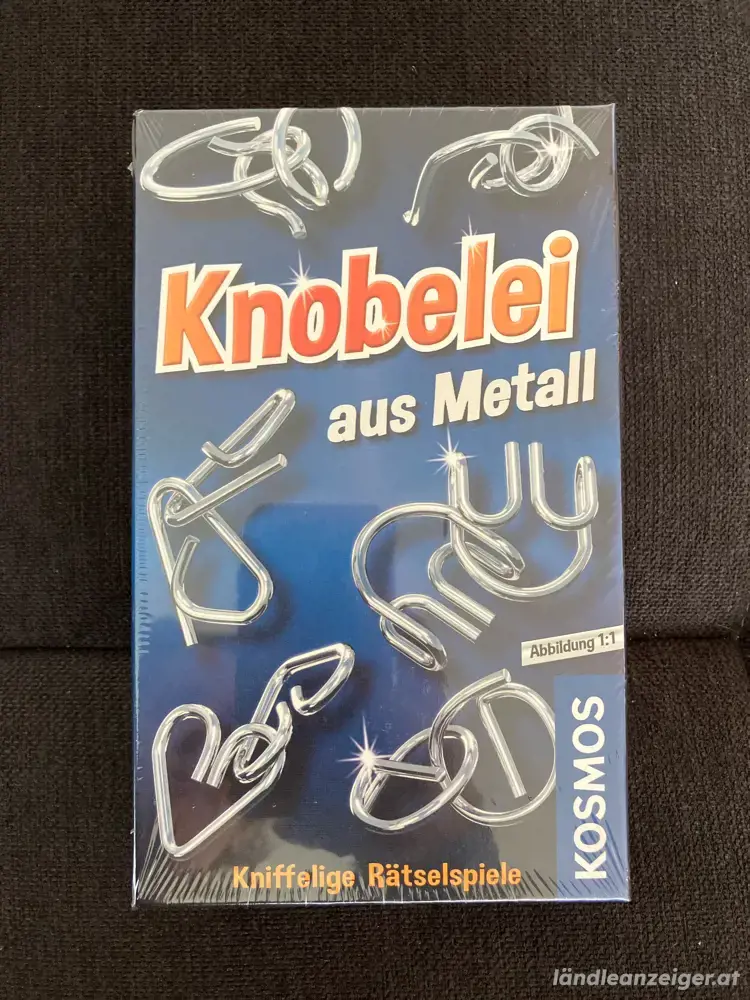 Knobelei
aus Metall
Abbildung 1:1
KOSMOS
Kniffelige Rätselspiele
ländleanzeiger.at